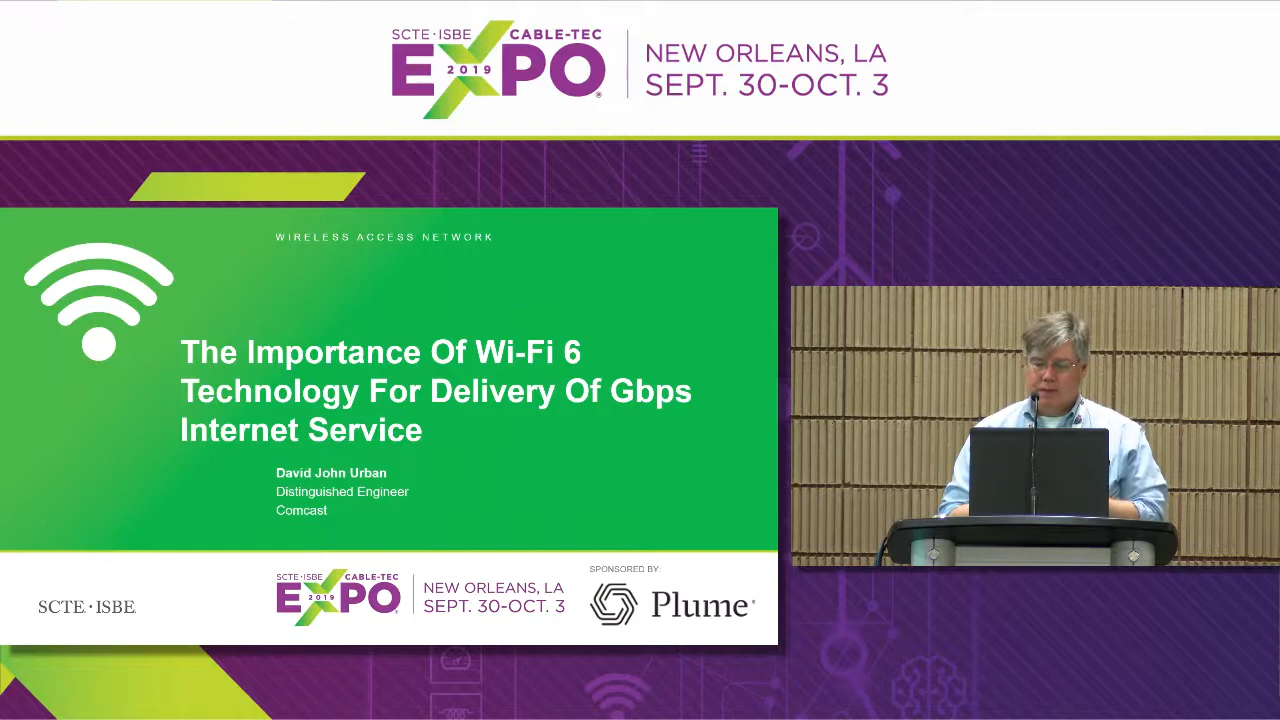 SCTE·ISBE CABLE-TEC
EXPO
2019
NEW ORLEANS, LA
SEPT. 30-OCT. 3
WIRELESS ACCESS NETWORK
The Importance Of Wi-Fi 6
Technology For Delivery Of Gbps
Internet Service
David John Urban
Distinguished Engineer
Comcast
SCTE·ISBE
SCTE·ISBE CABLE-TEC
EXPO
2019
NEW ORLEANS, LA
SEPT. 30-OCT. 3
SPONSORED BY:
Plume